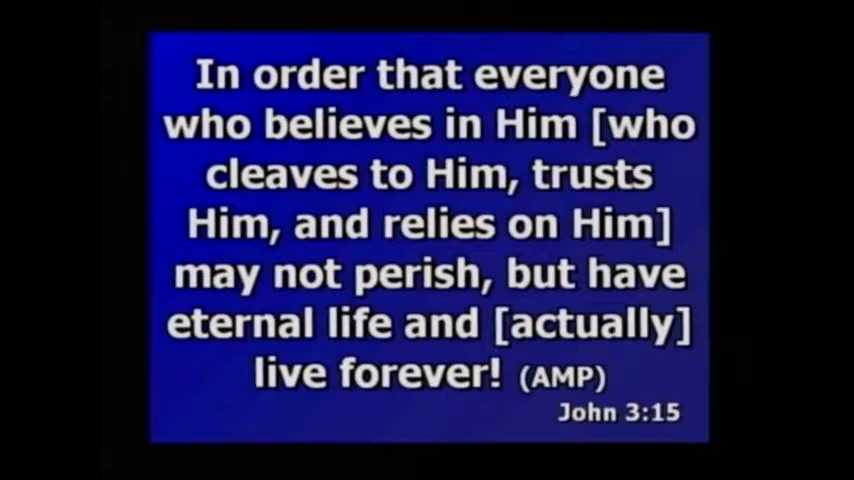 In order that everyone
who believes in Him [who
cleaves to Him, trusts
Him, and relies on Him]
may not perish, but have
eternal life and [actually]
live forever! (AMP)
John 3:15